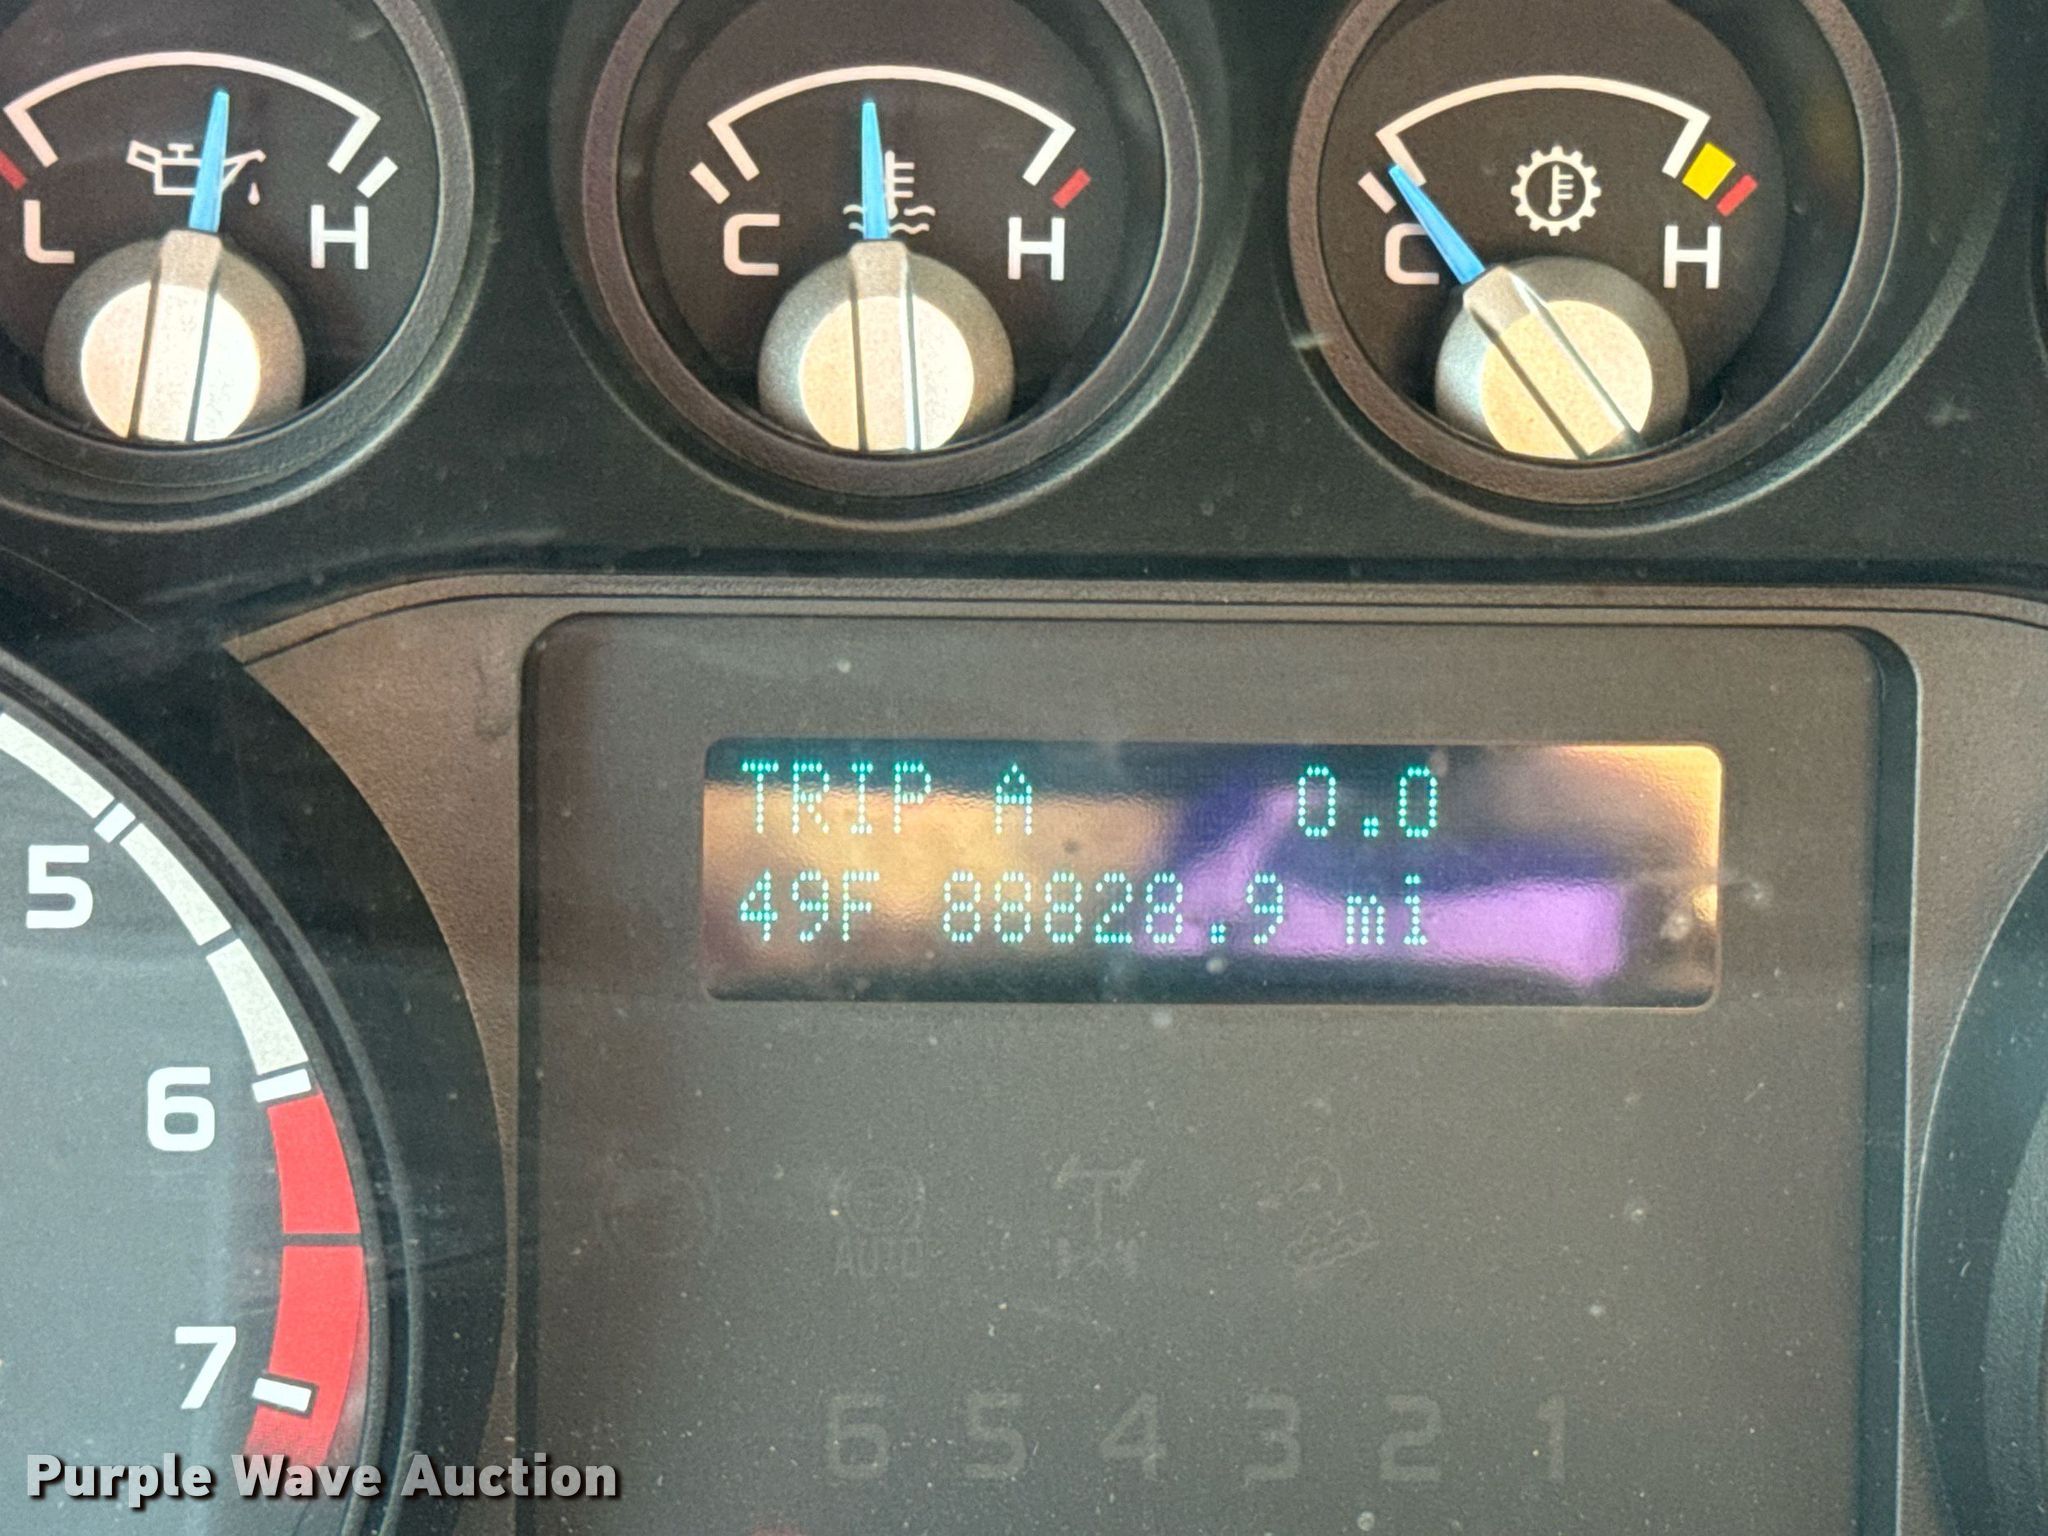 L H
C H
C H
TRIP A 0.0
49F 88828.9 mi
5
6
7
AUTO
6 5 4 3 2 1
Purple Wave Auction